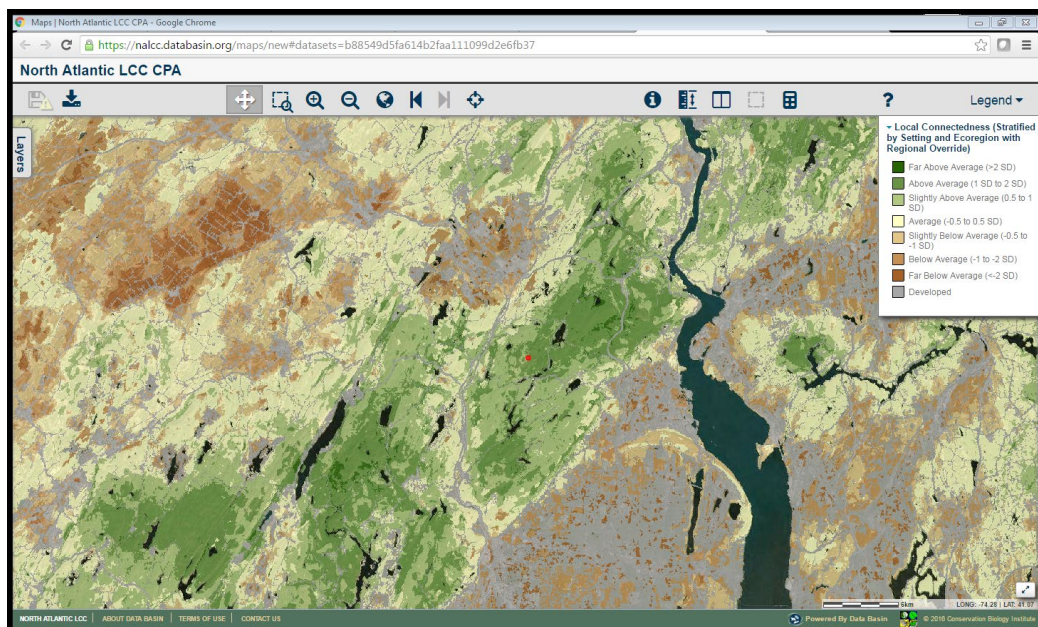 Maps | North Atlantic LCC CPA - Google Chrome
https://nalcc.databasin.org/maps/new#datasets=b88549d5fa614b2faa111099d2e6fb37
North Atlantic LCC CPA
?
Legend
Layers
Local Connectedness (Stratified
by Setting and Ecoregion with
Regional Override)
Far Above Average (>2 SD)
Above Average (1 SD to 2 SD)
Slightly Above Average (0.5 to 1
SD)
Average (-0.5 to 0.5 SD)
Slightly Below Average (-0.5 to
-1 SD)
Below Average (-1 to -2 SD)
Far Below Average (<-2 SD)
Developed
6km
LONG: -74.28 | LAT: 41.07
NORTH ATLANTIC LCC | ABOUT DATA BASIN | TERMS OF USE | CONTACT US
Powered By Data Basin
© 2016 Conservation Biology Institute